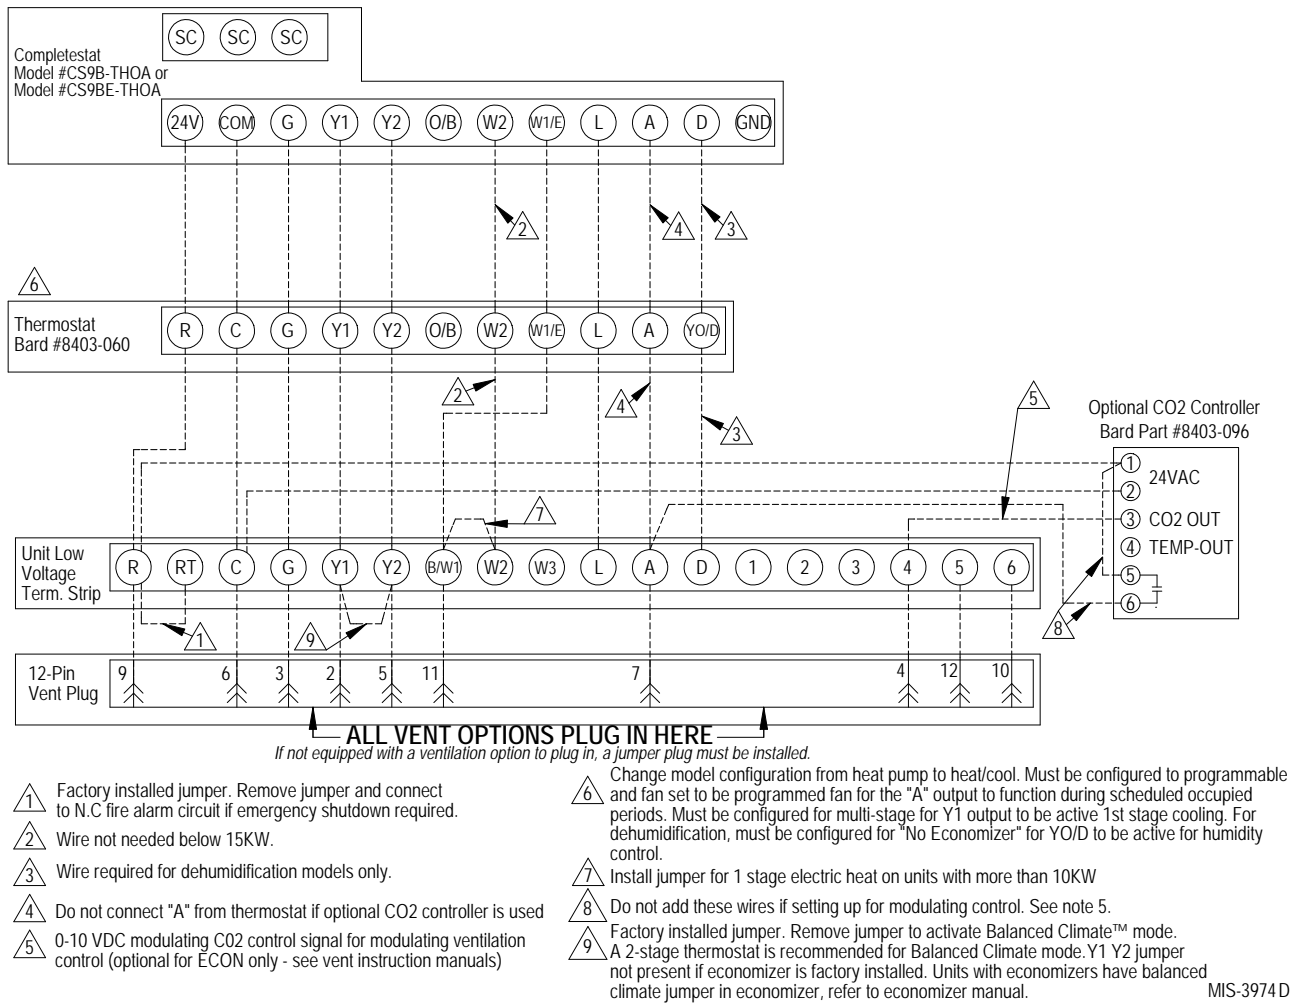 SC SC SC
Completestat
Model #CS9B-THOA or
Model #CS9BE-THOA
24V COM G Y1 Y2 O/B W2 W1/E L A D GND
2 4 3
6
Thermostat
Bard #8403-060
R C G Y1 Y2 O/B W2 W1/E L A YO/D
2 4 3 5
Optional CO2 Controller
Bard Part #8403-096
1
24VAC
2
3 CO2 OUT
4 TEMP-OUT
5
6
7
8
Unit Low
Voltage
Term. Strip
R RT C G Y1 Y2 B/W1 W2 W3 L A D 1 2 3 4 5 6
1 9
12-Pin
Vent Plug
9 6 3 2 5 11 7 4 12 10
ALL VENT OPTIONS PLUG IN HERE
If not equipped with a ventilation option to plug in, a jumper plug must be installed.
1 Factory installed jumper. Remove jumper and connect
to N.C fire alarm circuit if emergency shutdown required.
2 Wire not needed below 15KW.
3 Wire required for dehumidification models only.
4 Do not connect "A" from thermostat if optional CO2 controller is used
5 0-10 VDC modulating C02 control signal for modulating ventilation
control (optional for ECON only - see vent instruction manuals)
Change model configuration from heat pump to heat/cool. Must be configured to programmable
6 and fan set to be programmed fan for the "A" output to function during scheduled occupied
periods. Must be configured for multi-stage for Y1 output to be active 1st stage cooling. For
dehumidification, must be configured for "No Economizer" for YO/D to be active for humidity
control.
7 Install jumper for 1 stage electric heat on units with more than 10KW
8 Do not add these wires if setting up for modulating control. See note 5.
Factory installed jumper. Remove jumper to activate Balanced Climate™ mode.
9 A 2-stage thermostat is recommended for Balanced Climate mode. Y1 Y2 jumper
not present if economizer is factory installed. Units with economizers have balanced
climate jumper in economizer, refer to economizer manual.
MIS-3974 D